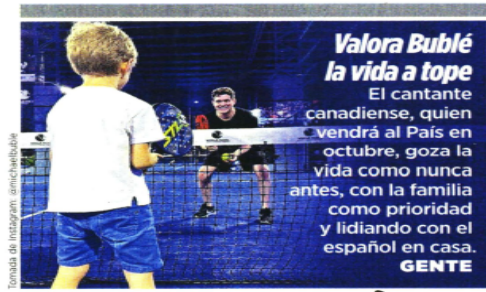 Valora Bublé
la vida a tope
El cantante
canadiense, quien
vendrá al País en
octubre, goza la
vida como nunca
antes, con la familia
como prioridad
y lidiando con el
español en casa.
GENTE
Tomada de Instagram: @michaelbuble